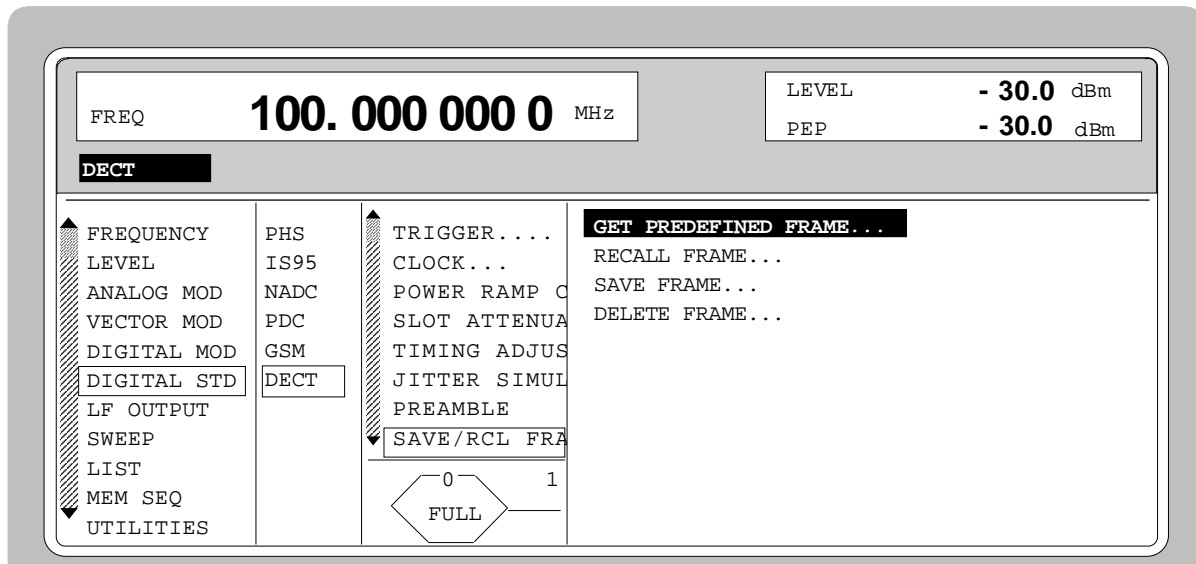 FREQ 100. 000 000 0 MHz
LEVEL - 30.0 dBm
PEP - 30.0 dBm
DECT
FREQUENCY
LEVEL
ANALOG MOD
VECTOR MOD
DIGITAL MOD
DIGITAL STD
LF OUTPUT
SWEEP
LIST
MEM SEQ
UTILITIES
PHS
IS95
NADC
PDC
GSM
DECT
TRIGGER....
CLOCK...
POWER RAMP C
SLOT ATTENUA
TIMING ADJUS
JITTER SIMUL
PREAMBLE
SAVE/RCL FRA
0 1
FULL
GET PREDEFINED FRAME...
RECALL FRAME...
SAVE FRAME...
DELETE FRAME...